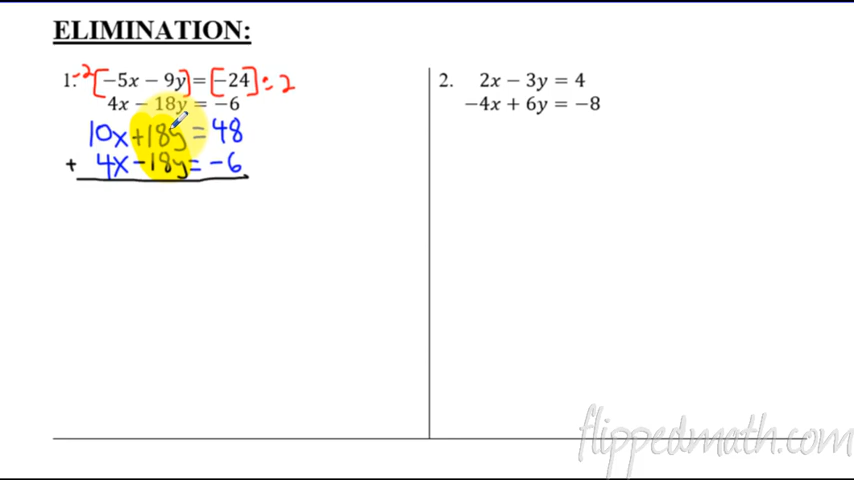 ELIMINATION:
1. -2[−5x − 9y] = [−24]·-2
4x − 18y = −6
10x + 18y = 48
+ 4x − 18y = −6
2. 2x − 3y = 4
−4x + 6y = −8
flippedmath.com